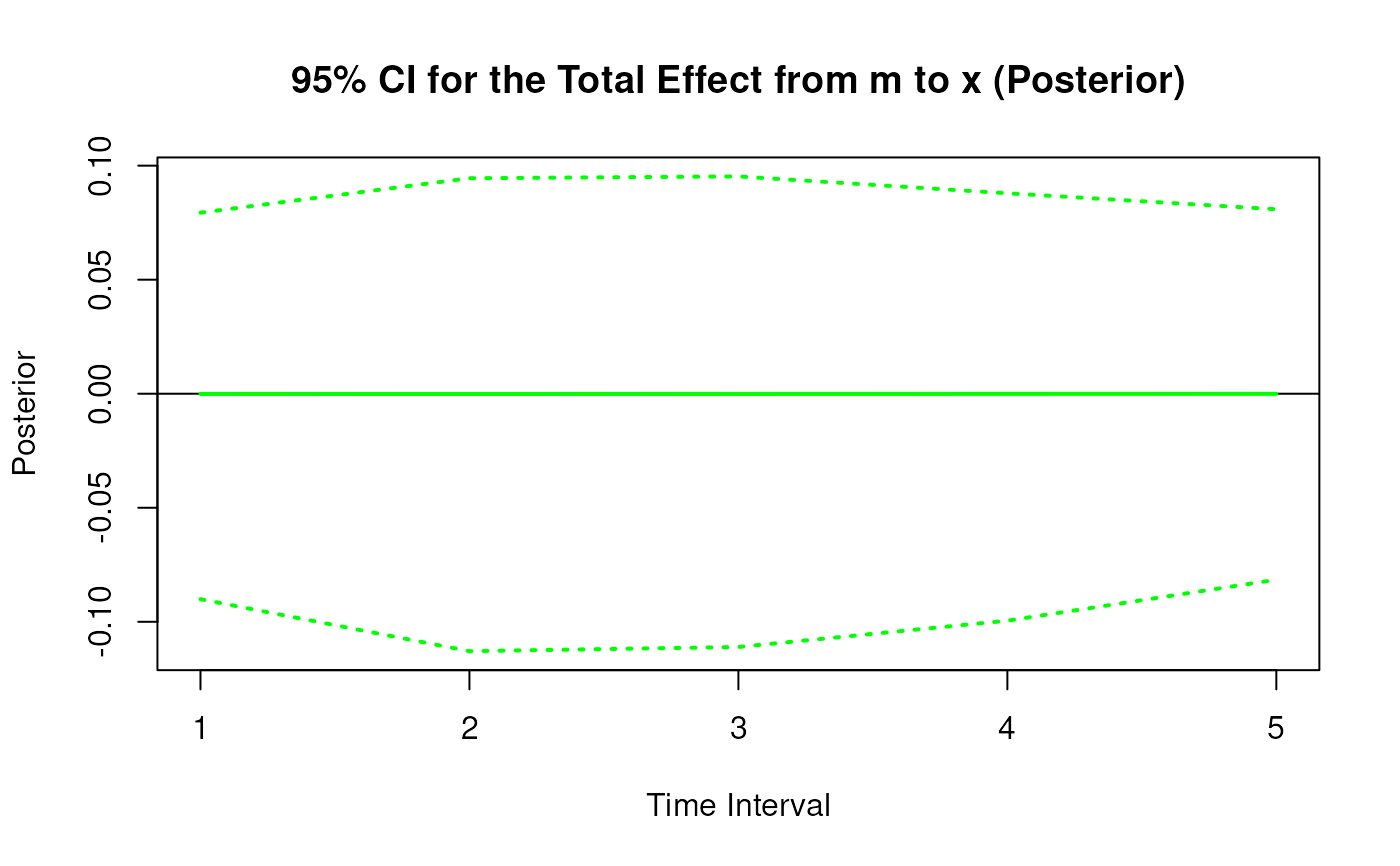 95% CI for the Total Effect from m to x (Posterior)
Posterior
0.10
0.05
0.00
-0.05
-0.10
1 2 3 4 5
Time Interval